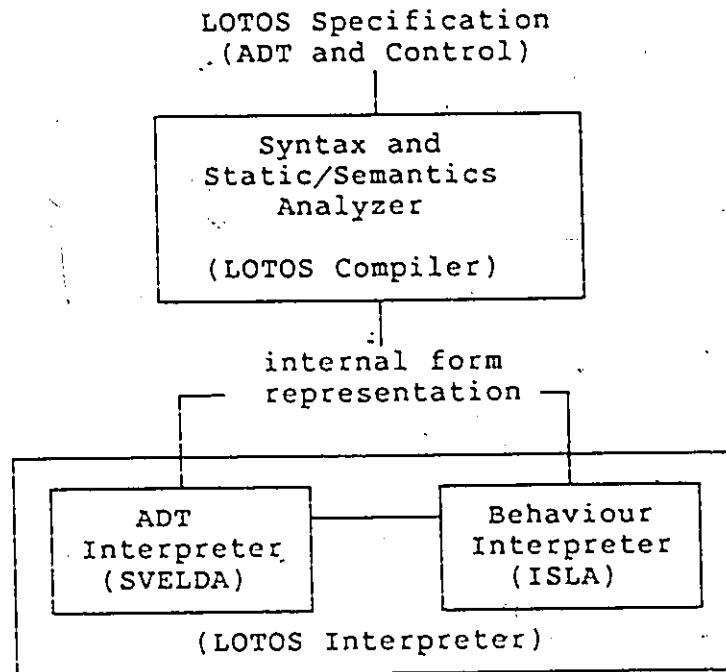 LOTOS Specification
(ADT and Control)
Syntax and
Static/Semantics
Analyzer
(LOTOS Compiler)
internal form
representation
ADT
Interpreter
(SVELDA)
Behaviour
Interpreter
(ISLA)
(LOTOS Interpreter)